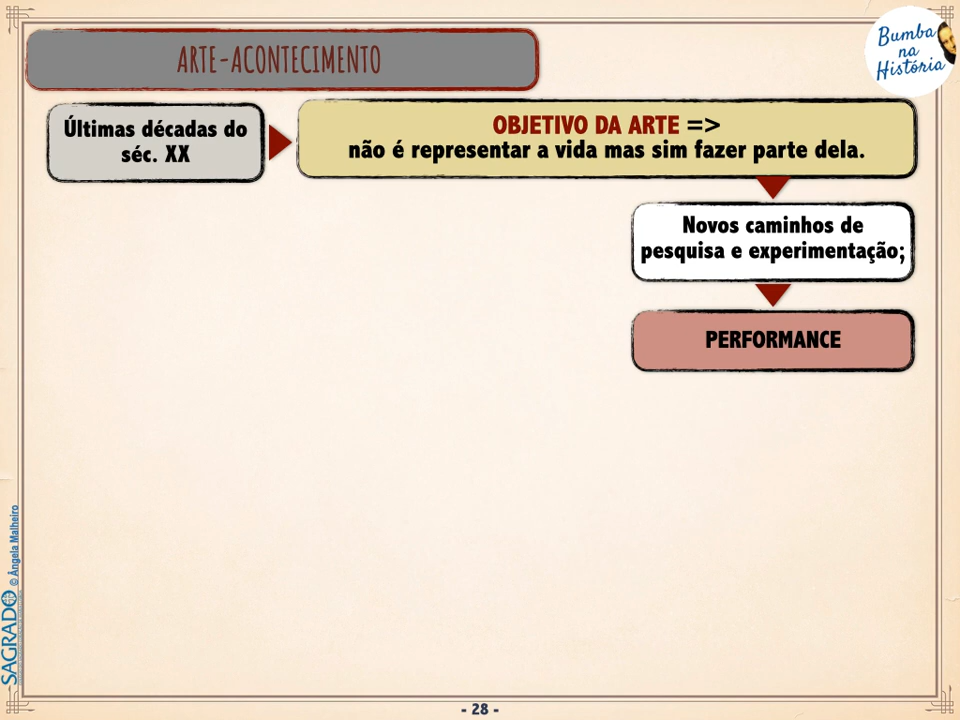 ARTE-ACONTECIMENTO
Bumba
na
História
Últimas décadas do
séc. XX
OBJETIVO DA ARTE =>
não é representar a vida mas sim fazer parte dela.
Novos caminhos de
pesquisa e experimentação;
PERFORMANCE
SAGRADO
© Ângela Malheiro
- 28 -